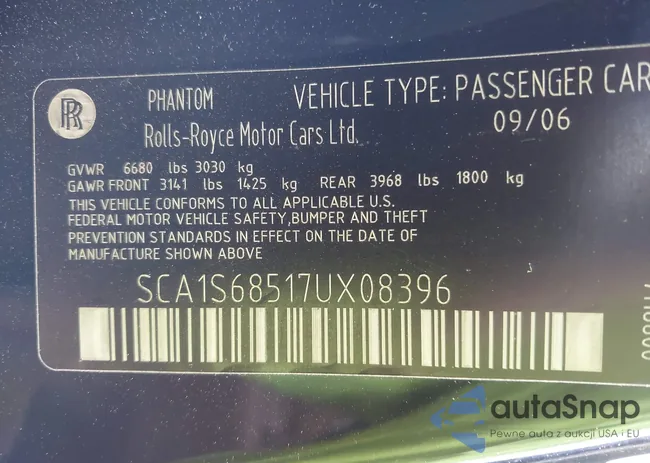 RR
PHANTOM VEHICLE TYPE: PASSENGER CAR
Rolls-Royce Motor Cars Ltd. 09/06
GVWR 6680 lbs 3030 kg
GAWR FRONT 3141 lbs 1425 kg REAR 3968 lbs 1800 kg
THIS VEHICLE CONFORMS TO ALL APPLICABLE U.S.
FEDERAL MOTOR VEHICLE SAFETY,BUMPER AND THEFT
PREVENTION STANDARDS IN EFFECT ON THE DATE OF
MANUFACTURE SHOWN ABOVE
SCA1S68517UX08396
autaSnap
Pewne auta z aukcji USA i EU